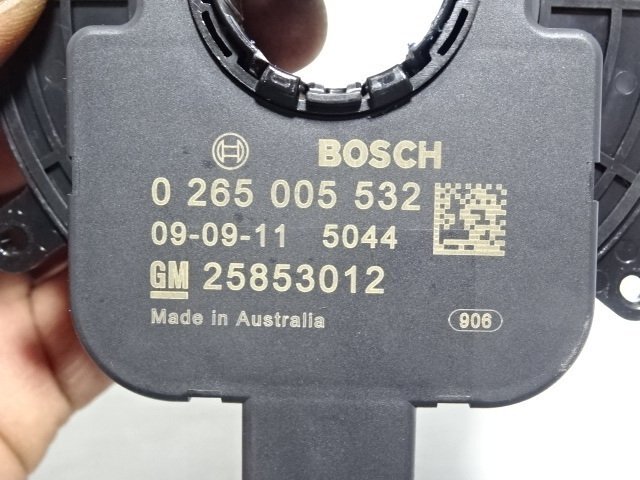 BOSCH
0 265 005 532
09-09-11 5044
GM 25853012
Made in Australia 906